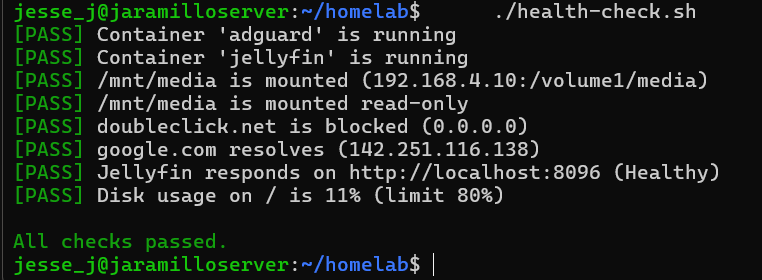 jesse_j@jaramilloserver:~/homelab$      ./health-check.sh
[PASS] Container 'adguard' is running
[PASS] Container 'jellyfin' is running
[PASS] /mnt/media is mounted (192.168.4.10:/volume1/media)
[PASS] /mnt/media is mounted read-only
[PASS] doubleclick.net is blocked (0.0.0.0)
[PASS] google.com resolves (142.251.116.138)
[PASS] Jellyfin responds on http://localhost:8096 (Healthy)
[PASS] Disk usage on / is 11% (limit 80%)

All checks passed.
jesse_j@jaramilloserver:~/homelab$